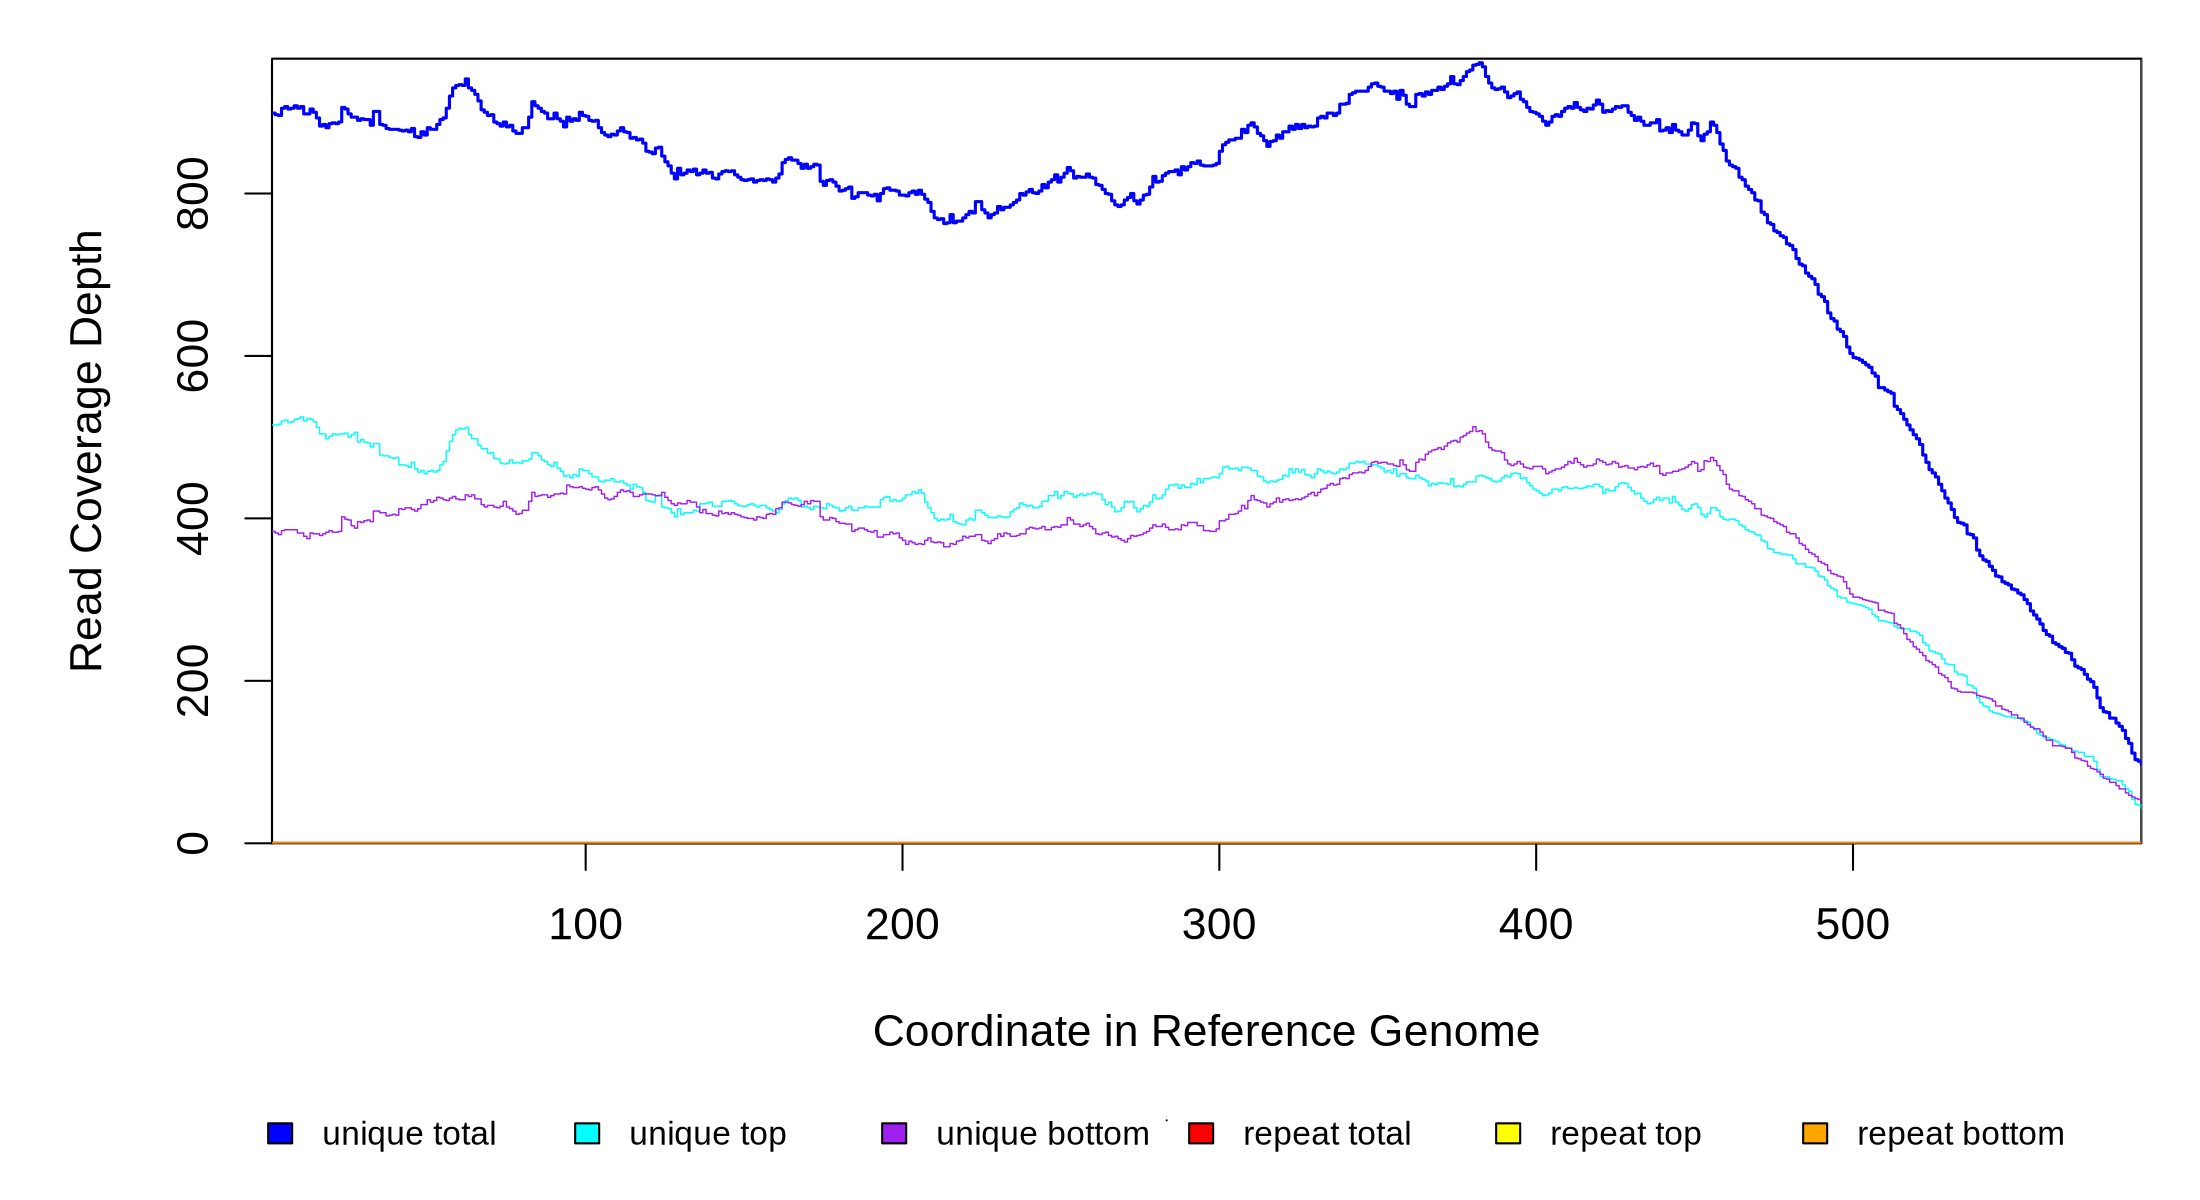 Read Coverage Depth
800
600
400
200
0
100 200 300 400 500
Coordinate in Reference Genome
unique total unique top unique bottom repeat total repeat top repeat bottom